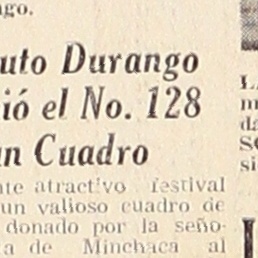 go.
uto Durango
ió el No. 128
n Cuadro
te atractivo festival
un valioso cuadro de
donado por la seño-
a de Minchaca al